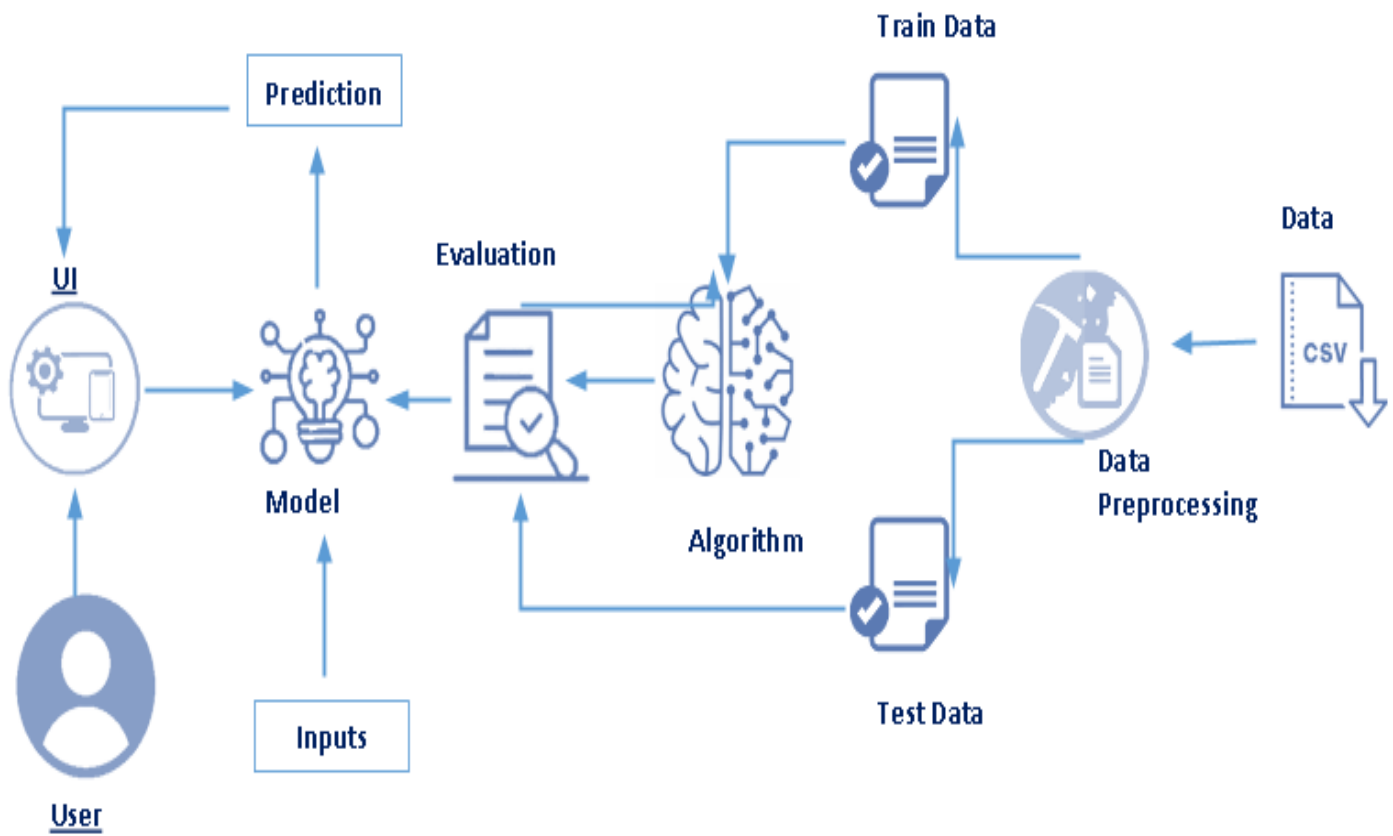 Train Data
Prediction
Data
Evaluation
UI
CSV
Data
Preprocessing
Model
Algorithm
Test Data
Inputs
User